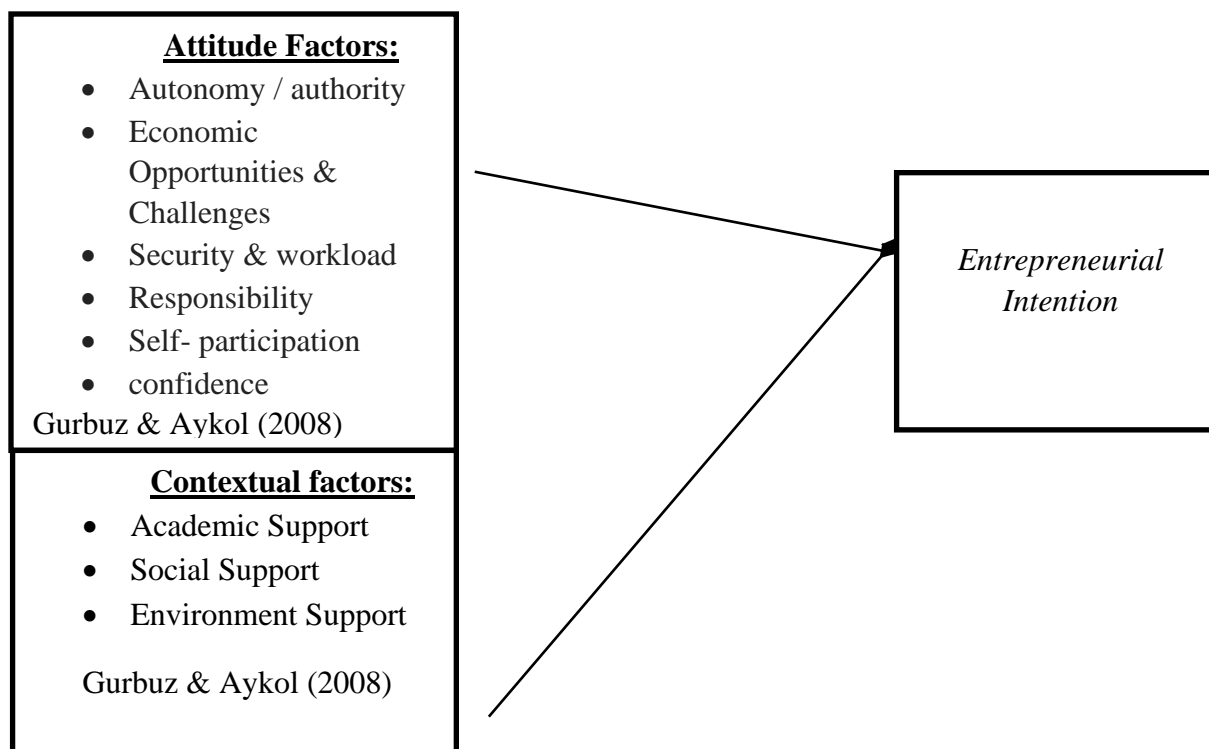 Attitude Factors:
• Autonomy / authority
• Economic
Opportunities &
Challenges
• Security & workload
• Responsibility
• Self- participation
• confidence
Gurbuz & Aykol (2008)
Contextual factors:
• Academic Support
• Social Support
• Environment Support
Gurbuz & Aykol (2008)
Entrepreneurial
Intention